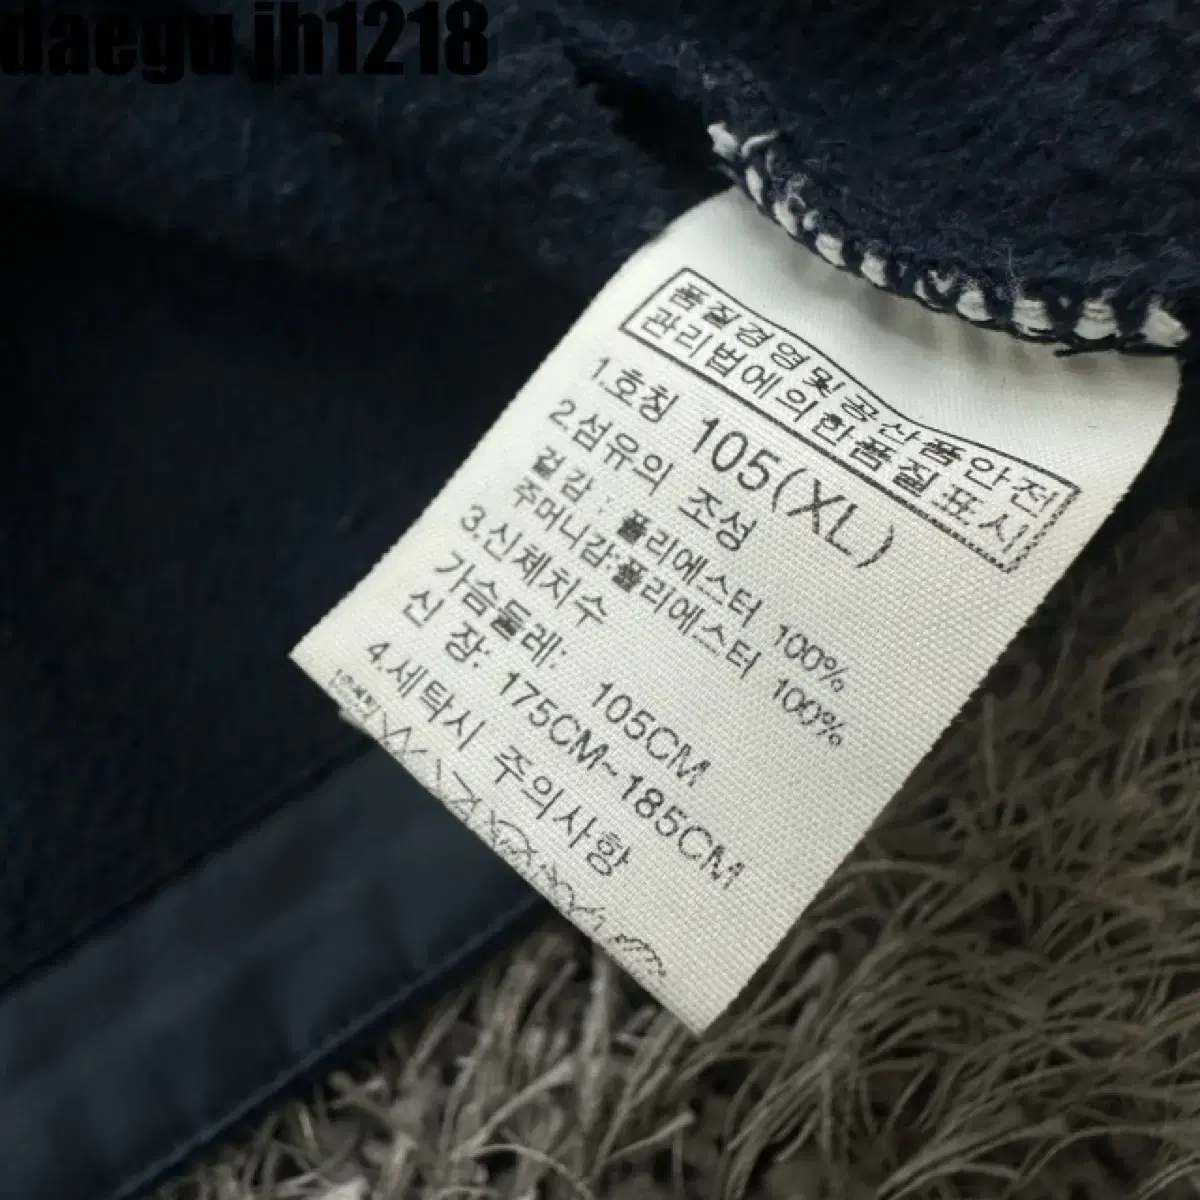 daegu jh1218
품질경영및공산품안전
관리법에의한품질표시
1.호칭 105(XL)
2.섬유의 조성
겉감 : 폴리에스터 100%
주머니감:폴리에스터 100%
3.신체치수
가슴둘레: 105CM
신 장: 175CM~185CM
4.세탁시 주의사항